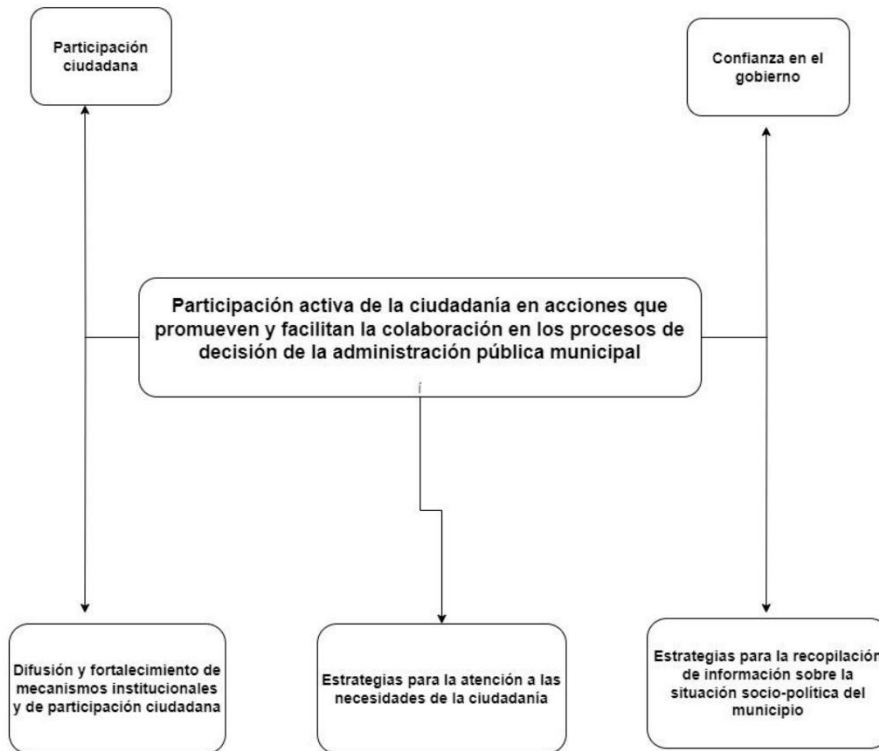 Participación
ciudadana
Confianza en el
gobierno
Participación activa de la ciudadanía en acciones que
promueven y facilitan la colaboración en los procesos de
decisión de la administración pública municipal
í
Difusión y fortalecimiento de
mecanismos institucionales
y de participación ciudadana
Estrategias para la atención a las
necesidades de la ciudadanía
Estrategias para la recopilación
de información sobre la
situación socio-política del
municipio